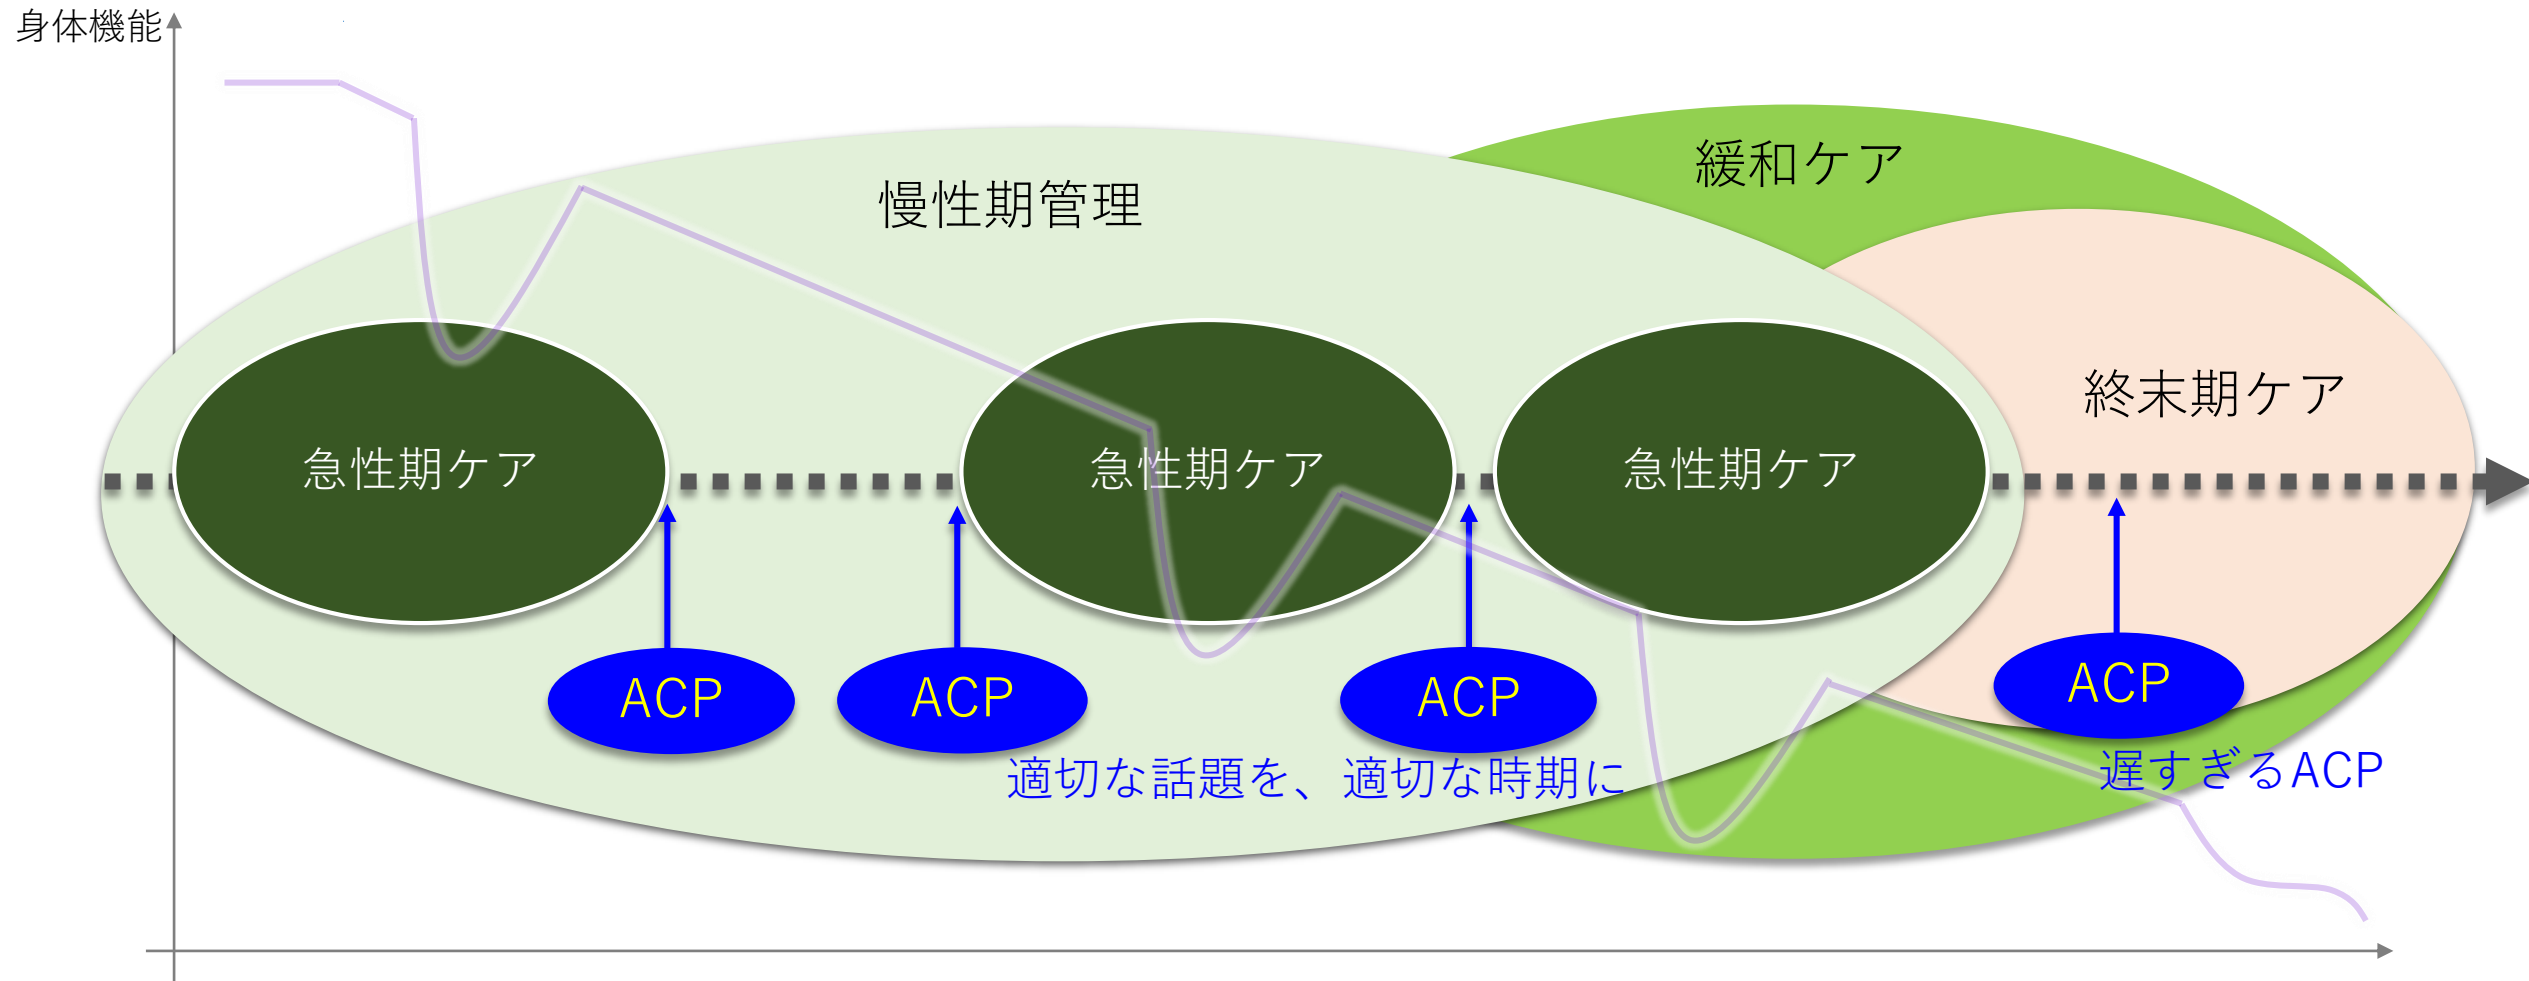 身体機能
緩和ケア
慢性期管理
終末期ケア
急性期ケア
急性期ケア
急性期ケア
ACP
ACP
ACP
ACP
適切な話題を、適切な時期に
遅すぎるACP